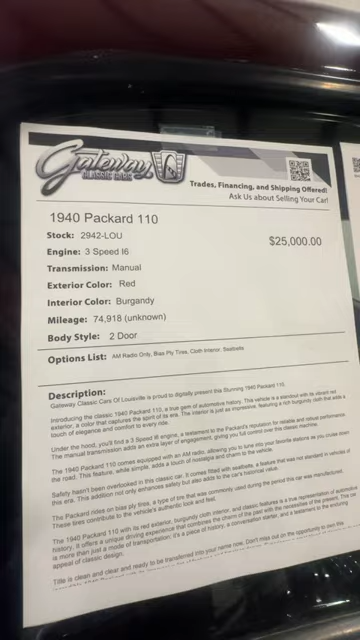 Gateway
CLASSIC CARS
Trades, Financing, and Shipping Offered!
Ask Us about Selling Your Car!
1940 Packard 110
Stock: 2942-LOU
$25,000.00
Engine: 3 Speed I6
Transmission: Manual
Exterior Color: Red
Interior Color: Burgandy
Mileage: 74,918 (unknown)
Body Style: 2 Door
Options List: AM Radio Only, Bias Ply Tires, Cloth Interior, Seatbelts
Description:
Gateway Classic Cars Of Louisville is proud to digitally present this Stunning 1940 Packard 110.
Introducing the classic 1940 Packard 110, a true gem of automotive history. This vehicle is a standout with its vibrant red
exterior, a color that captures the spirit of its era. The interior is just as impressive, featuring a rich burgundy cloth that adds a
touch of elegance and comfort to every ride.
Under the hood, you'll find a 3 Speed I6 engine, a testament to the Packard's reputation for reliable and robust performance.
The manual transmission adds an extra layer of engagement, giving you full control over this classic machine.
The 1940 Packard 110 comes equipped with an AM radio, allowing you to tune into your favorite stations as you cruise down
the road. This feature, while simple, adds a touch of nostalgia and charm to the vehicle.
Safety hasn't been overlooked in this classic car. It comes fitted with seatbelts, a feature that was not standard in vehicles of
this era. This addition not only enhances safety but also adds to the car's historical value.
The Packard rides on bias ply tires, a type of tire that was commonly used during the period this car was manufactured.
These tires contribute to the vehicle's authentic look and feel.
The 1940 Packard 110 with its red exterior, burgundy cloth interior, and classic features is a true representation of automotive
history. It offers a unique driving experience that combines the charm of the past with the necessities of the present. This car
is more than just a mode of transportation; it's a piece of history, a conversation starter, and a testament to the enduring
appeal of classic design.
Title is clean and clear and ready to be transferred into your name now. Don't miss out on the opportunity to own this